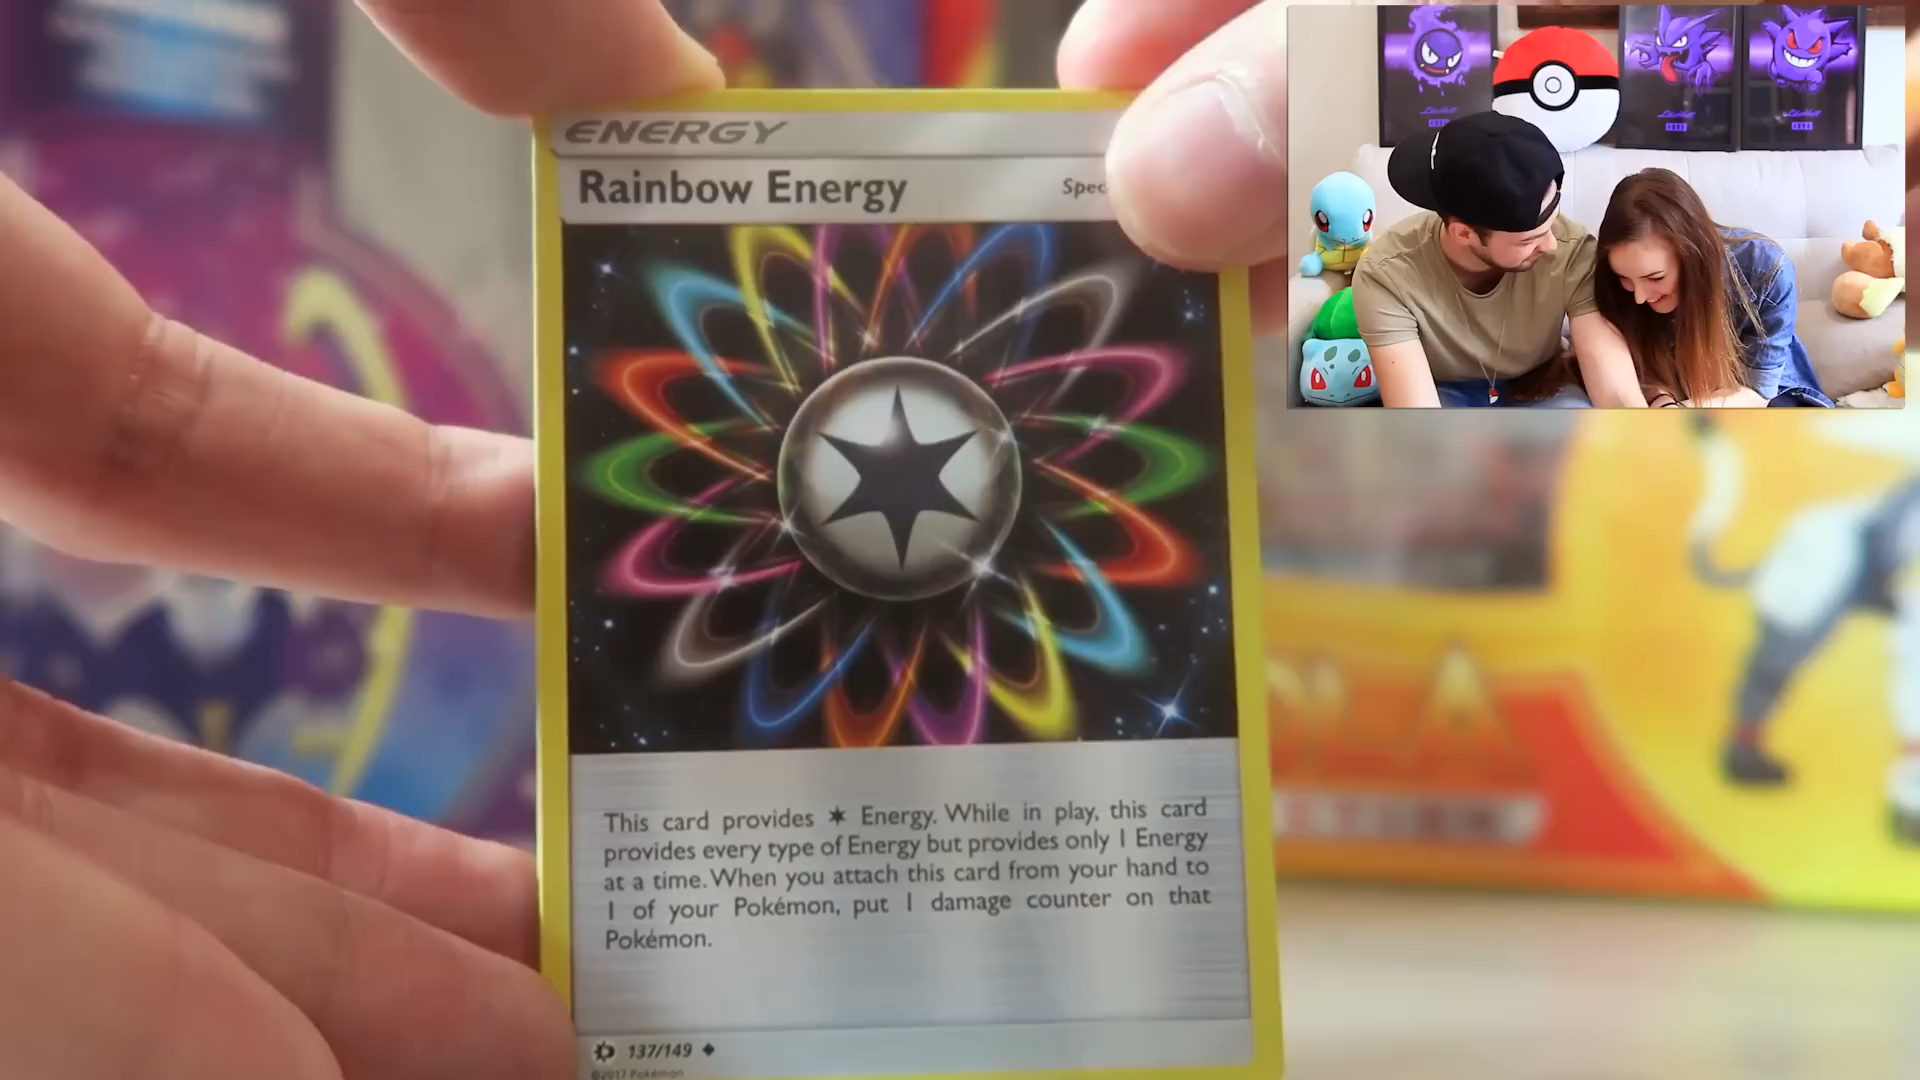 ENERGY
Rainbow Energy
Spec
This card provides ✶ Energy. While in play, this card
provides every type of Energy but provides only 1 Energy
at a time. When you attach this card from your hand to
1 of your Pokémon, put 1 damage counter on that
Pokémon.
137/149
©2017 Pokémon